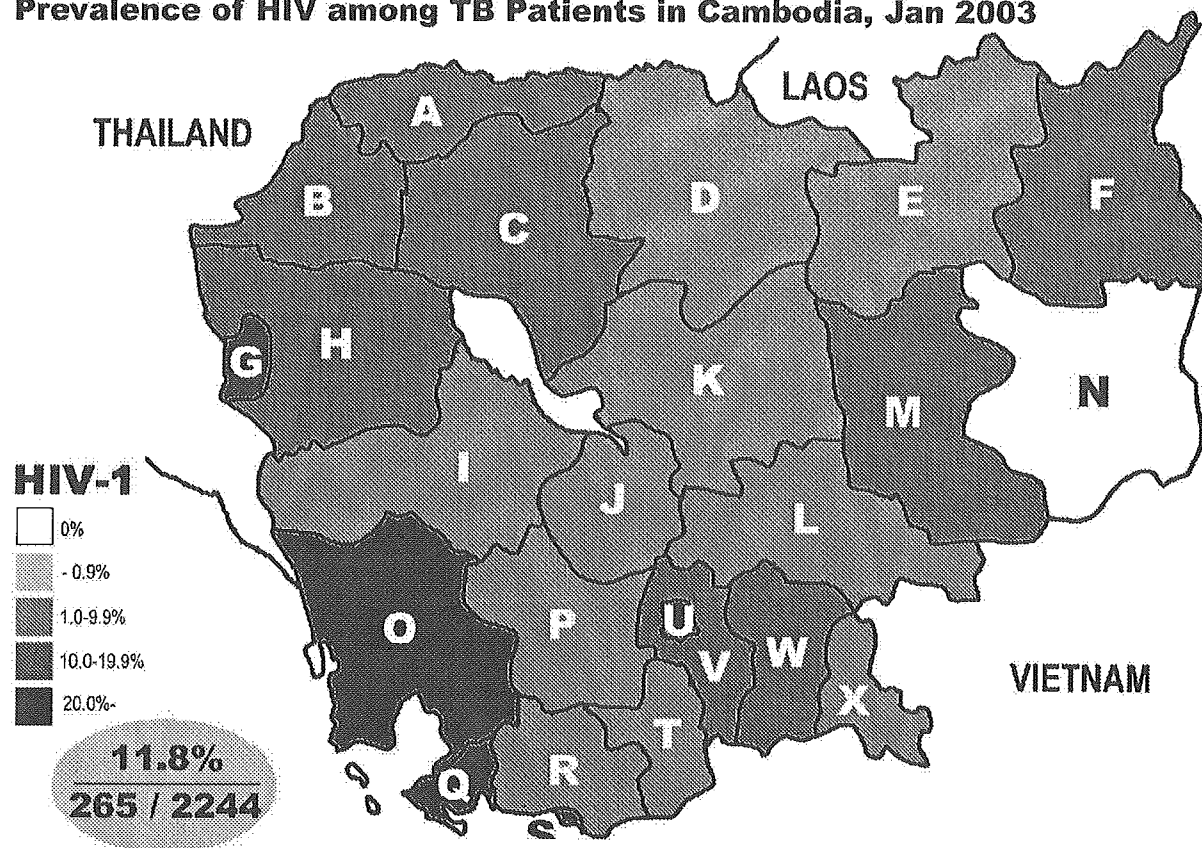 Prevalence of HIV among TB Patients in Cambodia, Jan 2003
LAOS
THAILAND
A
B
C
D
E
F
G
H
K
N
M
I
J
L
HIV-1
0%
- 0.9%
1.0-9.9%
10.0-19.9%
20.0%-
O
P
U
V
W
X
VIETNAM
T
R
Q
S
11.8%
265 / 2244